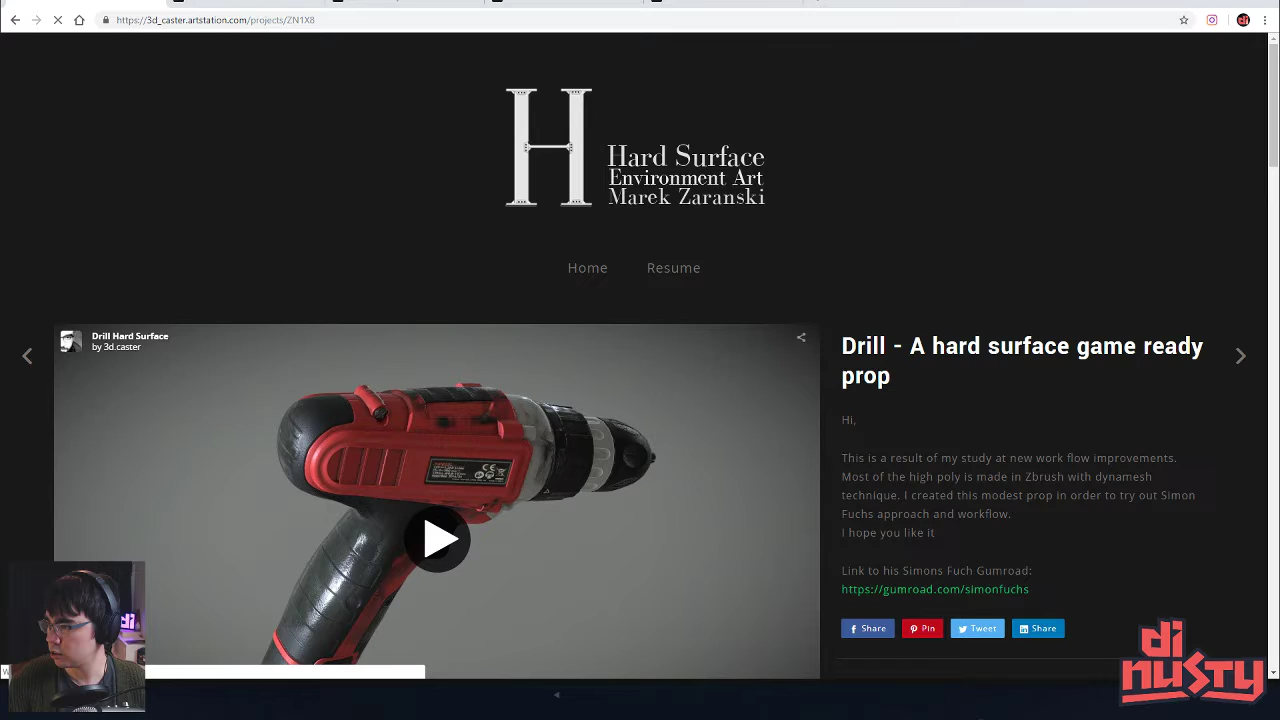 https://3d_caster.artstation.com/projects/ZN1X8
H
Hard Surface
Environment Art
Marek Zaranski
Home
Resume
Drill Hard Surface
by 3d.caster
Drill - A hard surface game ready
prop
Hi,
This is a result of my study at new work flow improvements.
Most of the high poly is made in Zbrush with dynamesh
technique. I created this modest prop in order to try out Simon
Fuchs approach and workflow.
I hope you like it
Link to his Simons Fuch Gumroad:
https://gumroad.com/simonfuchs
Share
Pin
Tweet
Share
di
nusty